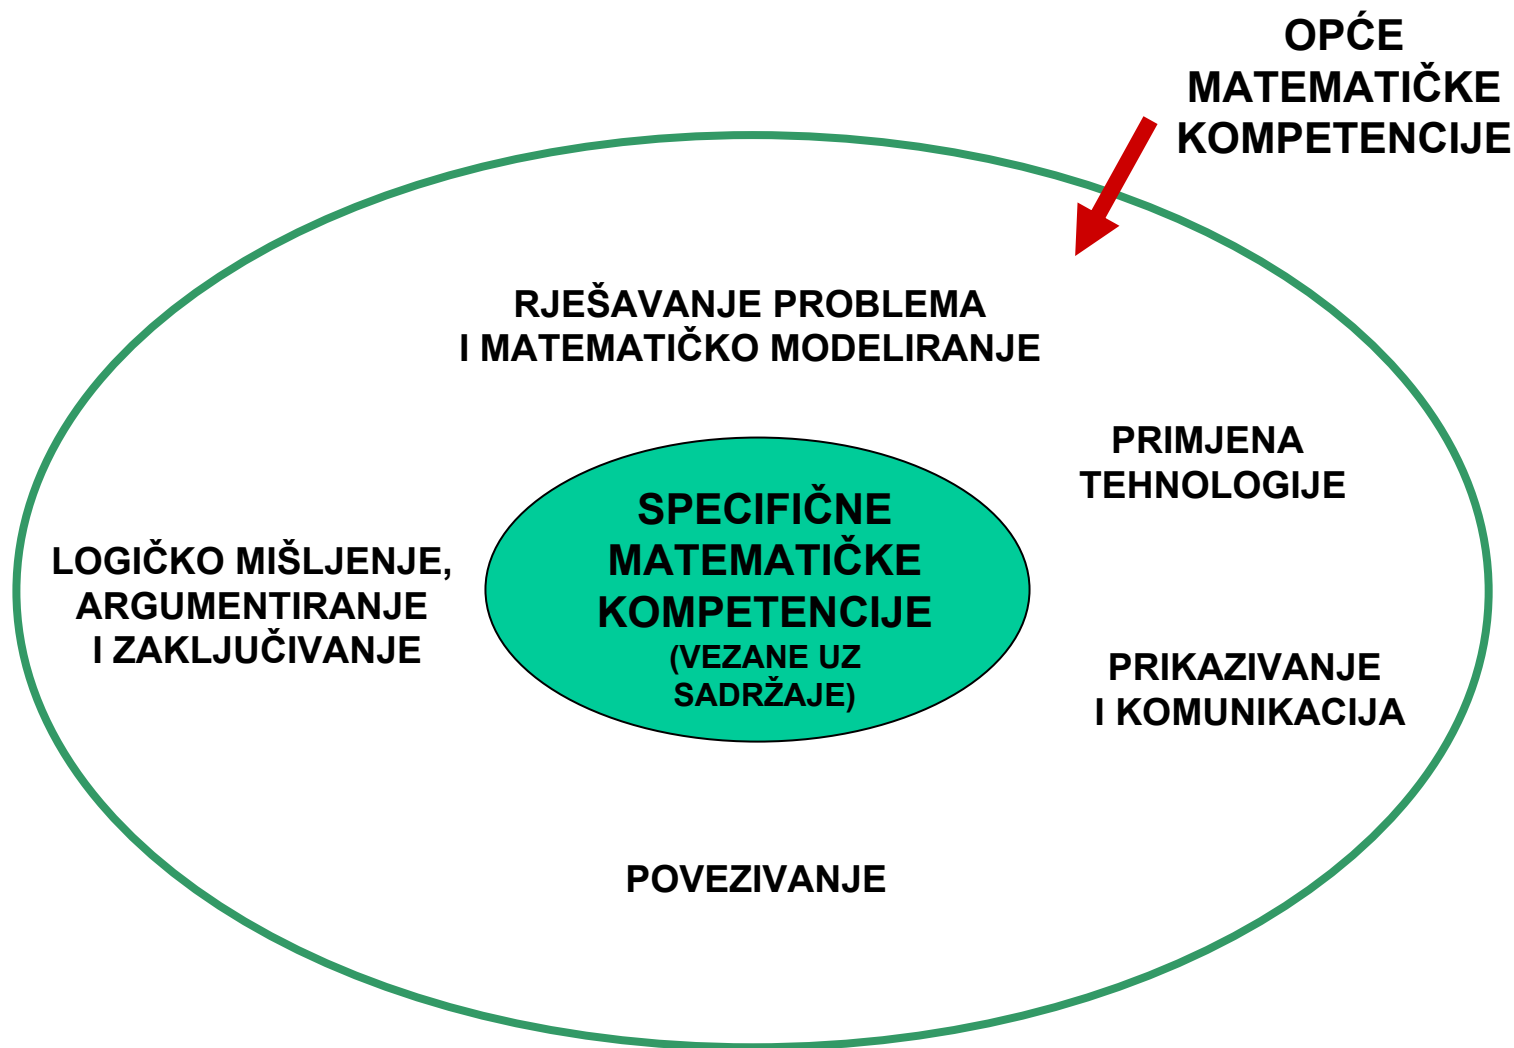 OPĆE
MATEMATIČKE
KOMPETENCIJE
RJEŠAVANJE PROBLEMA
I MATEMATIČKO MODELIRANJE
PRIMJENA
TEHNOLOGIJE
SPECIFIČNE
MATEMATIČKE
KOMPETENCIJE
(VEZANE UZ
SADRŽAJE)
LOGIČKO MIŠLJENJE,
ARGUMENTIRANJE
I ZAKLJUČIVANJE
PRIKAZIVANJE
I KOMUNIKACIJA
POVEZIVANJE